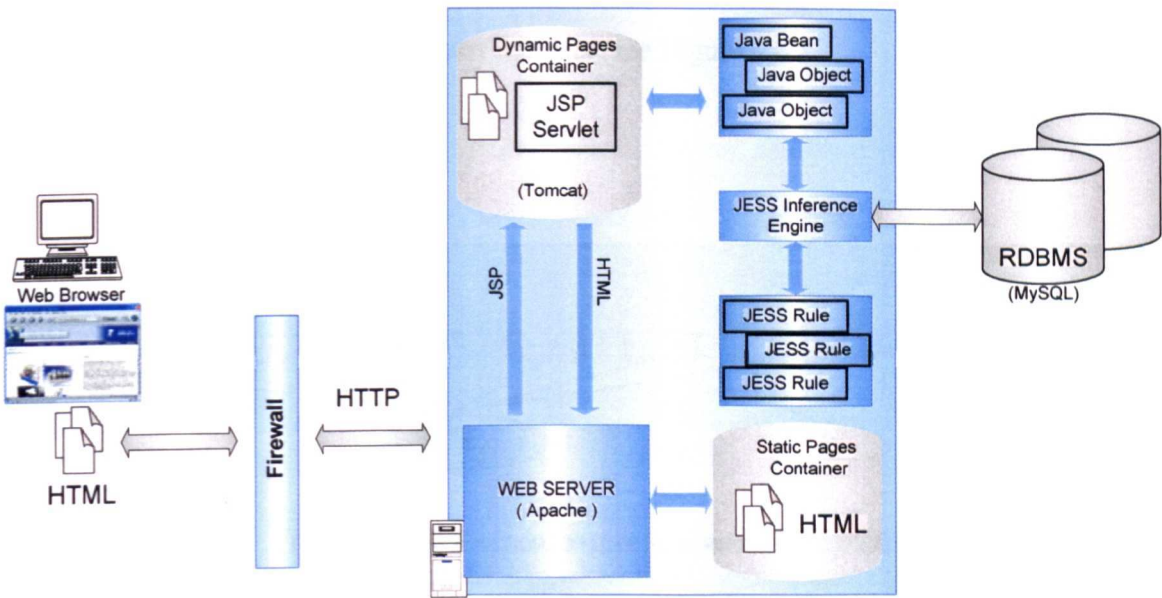 Dynamic Pages
Container
JSP
Servlet
(Tomcat)
Java Bean
Java Object
Java Object
JESS Inference
Engine
RDBMS
(MySQL)
JESS Rule
JESS Rule
JESS Rule
Web Browser
HTML
Firewall
HTTP
JSP
HTML
WEB SERVER
( Apache )
Static Pages
Container
HTML